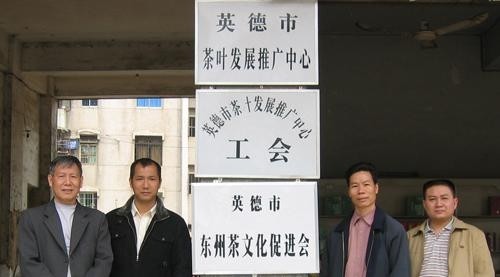 英德市
茶叶发展推广中心
英德市茶叶发展推广中心
工会
英德市
东州茶文化促进会